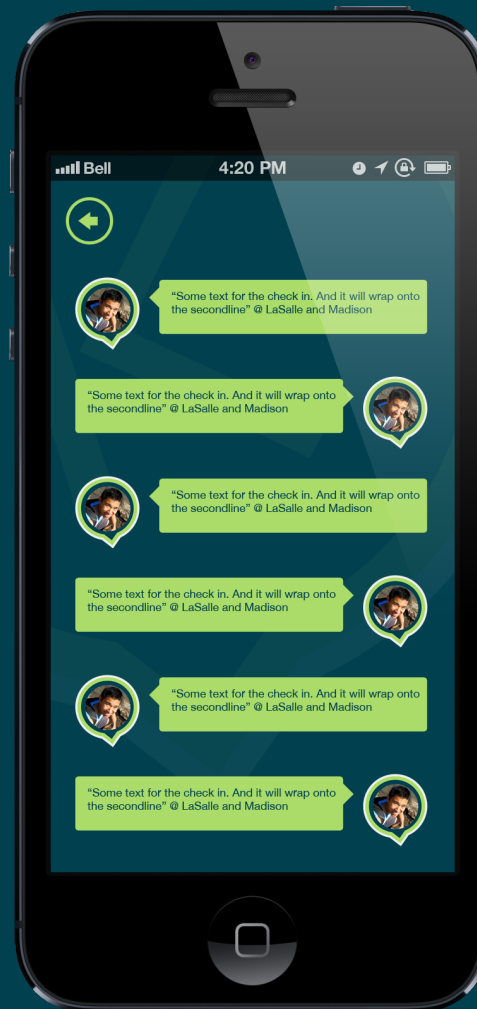 Bell 4:20 PM
“Some text for the check in. And it will wrap onto
the secondline” @ LaSalle and Madison
“Some text for the check in. And it will wrap onto
the secondline” @ LaSalle and Madison
“Some text for the check in. And it will wrap onto
the secondline” @ LaSalle and Madison
“Some text for the check in. And it will wrap onto
the secondline” @ LaSalle and Madison
“Some text for the check in. And it will wrap onto
the secondline” @ LaSalle and Madison
“Some text for the check in. And it will wrap onto
the secondline” @ LaSalle and Madison